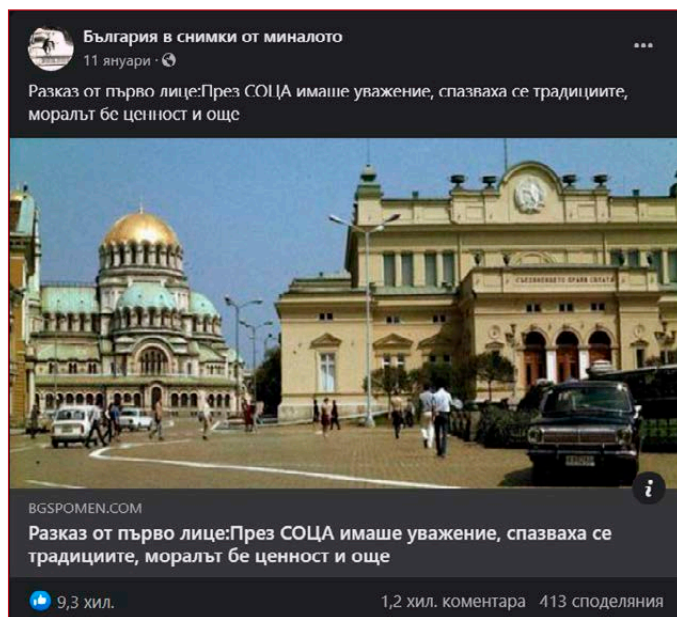 България в снимки от миналото
11 януари ·
Разказ от първо лице:През СОЦА имаше уважение, спазваха се традициите,
моралът бе ценност и още
СЪЕДИНЕНИЕТО ПРАВИ СИЛАТА
BGSPOMEN.COM
Разказ от първо лице:През СОЦА имаше уважение, спазваха се
традициите, моралът бе ценност и още
9,3 хил.
1,2 хил. коментара 413 споделяния